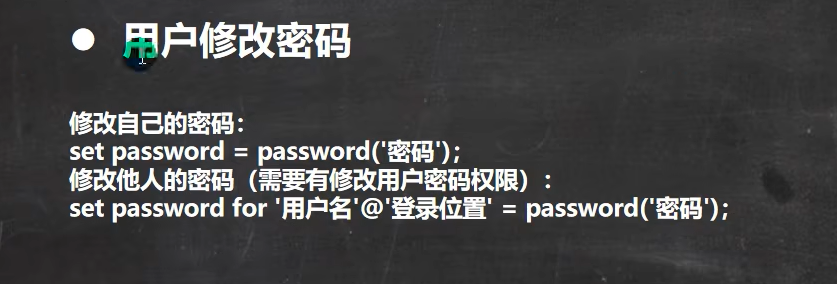 ● 用户修改密码
修改自己的密码：
set password = password('密码');
修改他人的密码（需要有修改用户密码权限）：
set password for '用户名'@'登录位置' = password('密码');